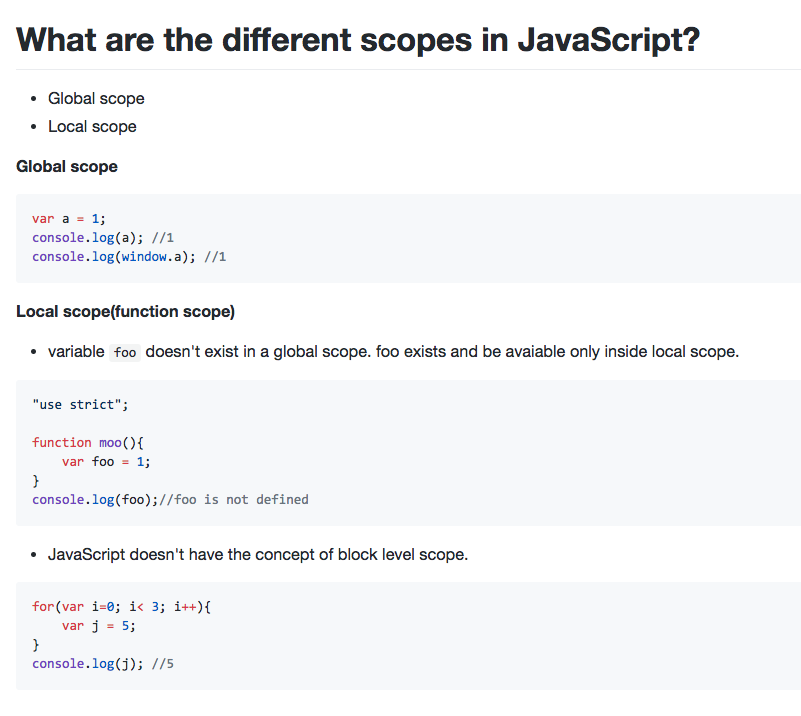 What are the different scopes in JavaScript?
• Global scope
• Local scope
Global scope
var a = 1;
console.log(a); //1
console.log(window.a); //1
Local scope(function scope)
• variable foo doesn't exist in a global scope. foo exists and be avaiable only inside local scope.
"use strict";
function moo(){
    var foo = 1;
}
console.log(foo);//foo is not defined
• JavaScript doesn't have the concept of block level scope.
for(var i=0; i< 3; i++){
    var j = 5;
}
console.log(j); //5